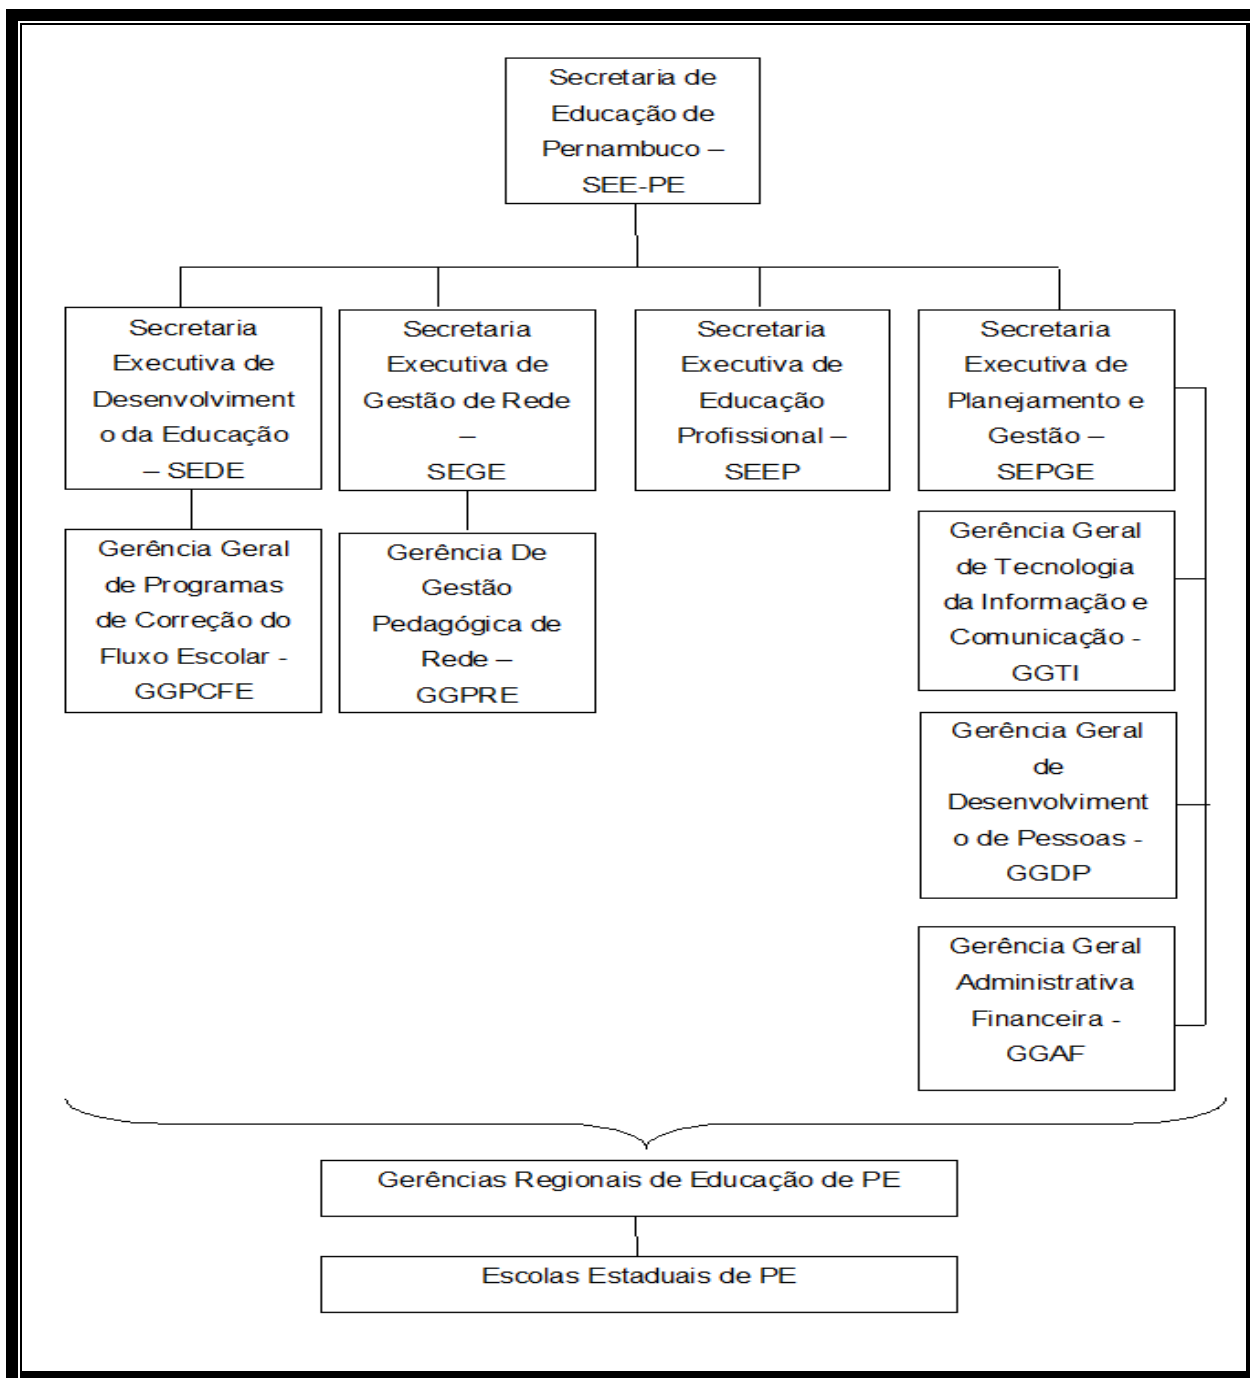 Secretaria de
Educação de
Pernambuco –
SEE-PE
Secretaria
Executiva de
Desenvolviment
o da Educação
– SEDE
Secretaria
Executiva de
Gestão de Rede
–
SEGE
Secretaria
Executiva de
Educação
Profissional –
SEEP
Secretaria
Executiva de
Planejamento e
Gestão –
SEPGE
Gerência Geral
de Programas
de Correção do
Fluxo Escolar -
GGPCFE
Gerência De
Gestão
Pedagógica de
Rede –
GGPRE
Gerência Geral
de Tecnologia
da Informação e
Comunicação -
GGTI
Gerência Geral
de
Desenvolviment
o de Pessoas -
GGDP
Gerência Geral
Administrativa
Financeira -
GGAF
Gerências Regionais de Educação de PE
Escolas Estaduais de PE